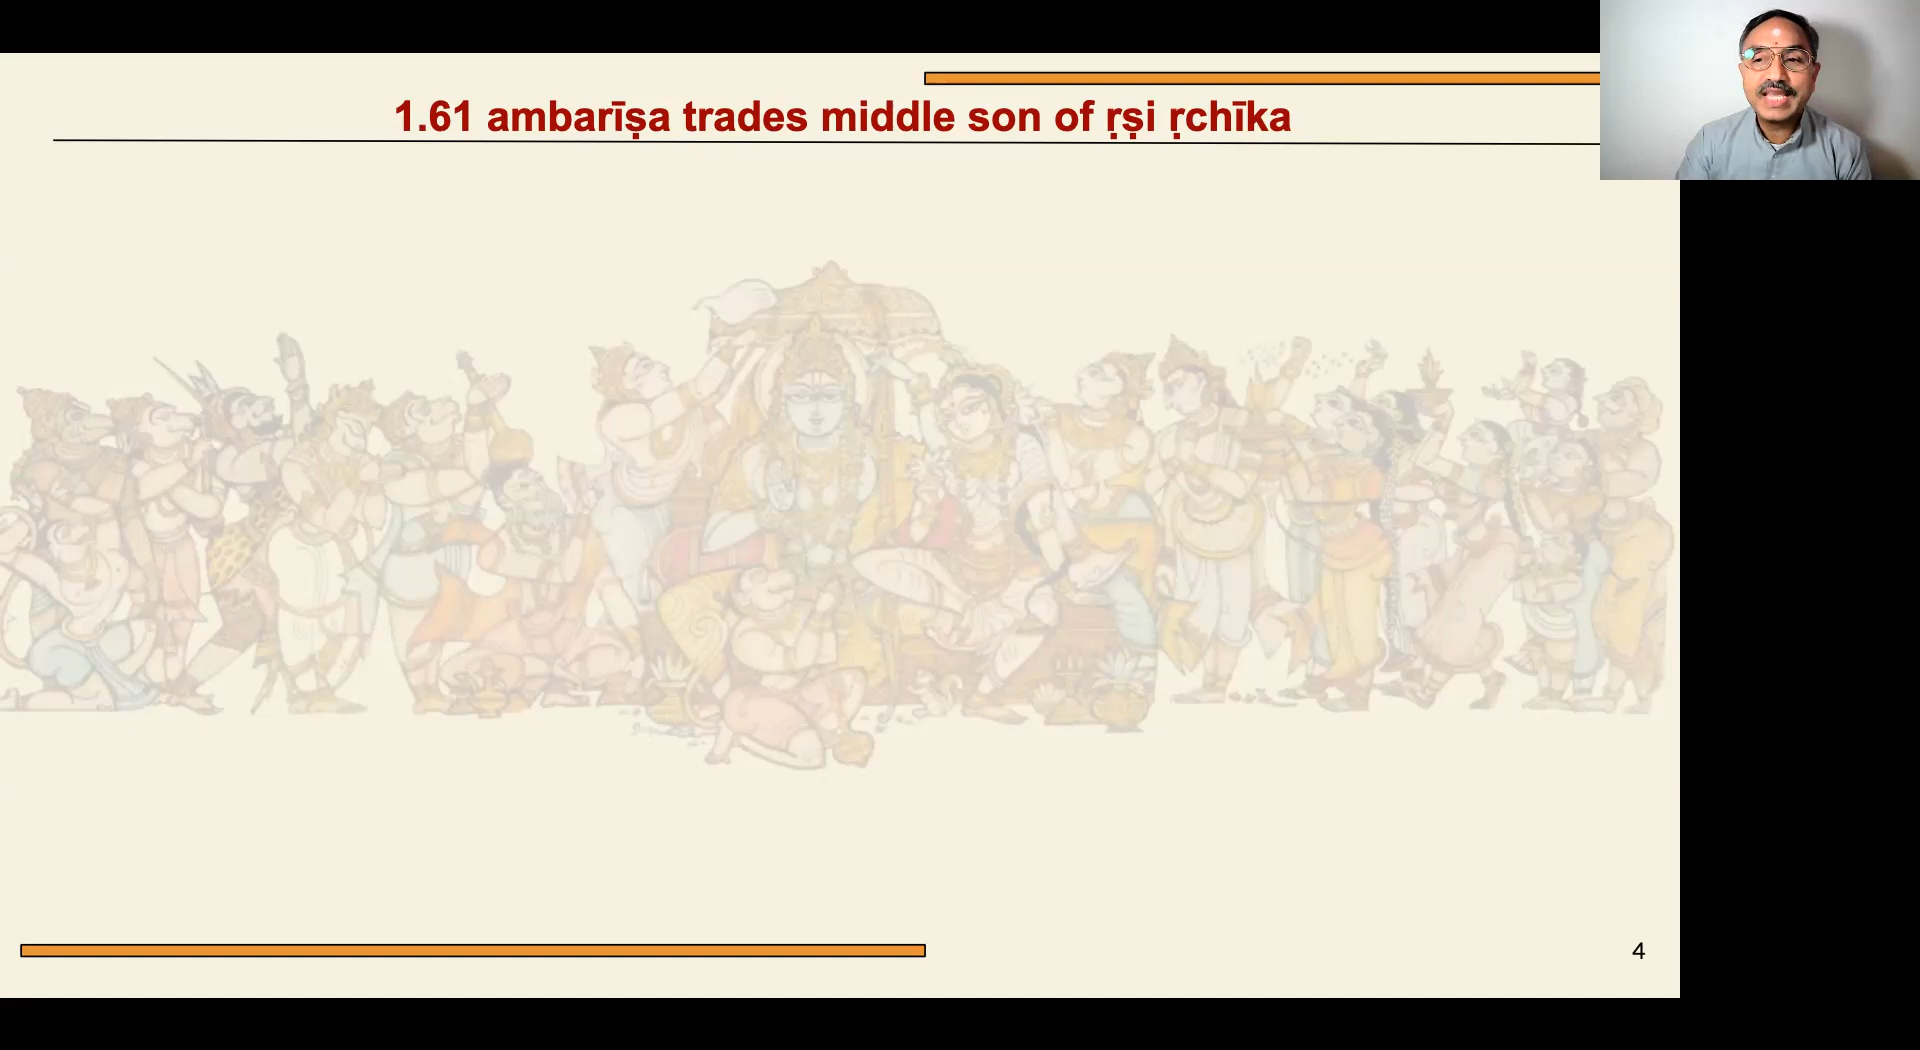 1.61 ambarīṣa trades middle son of ṛṣi ṛchīka
4